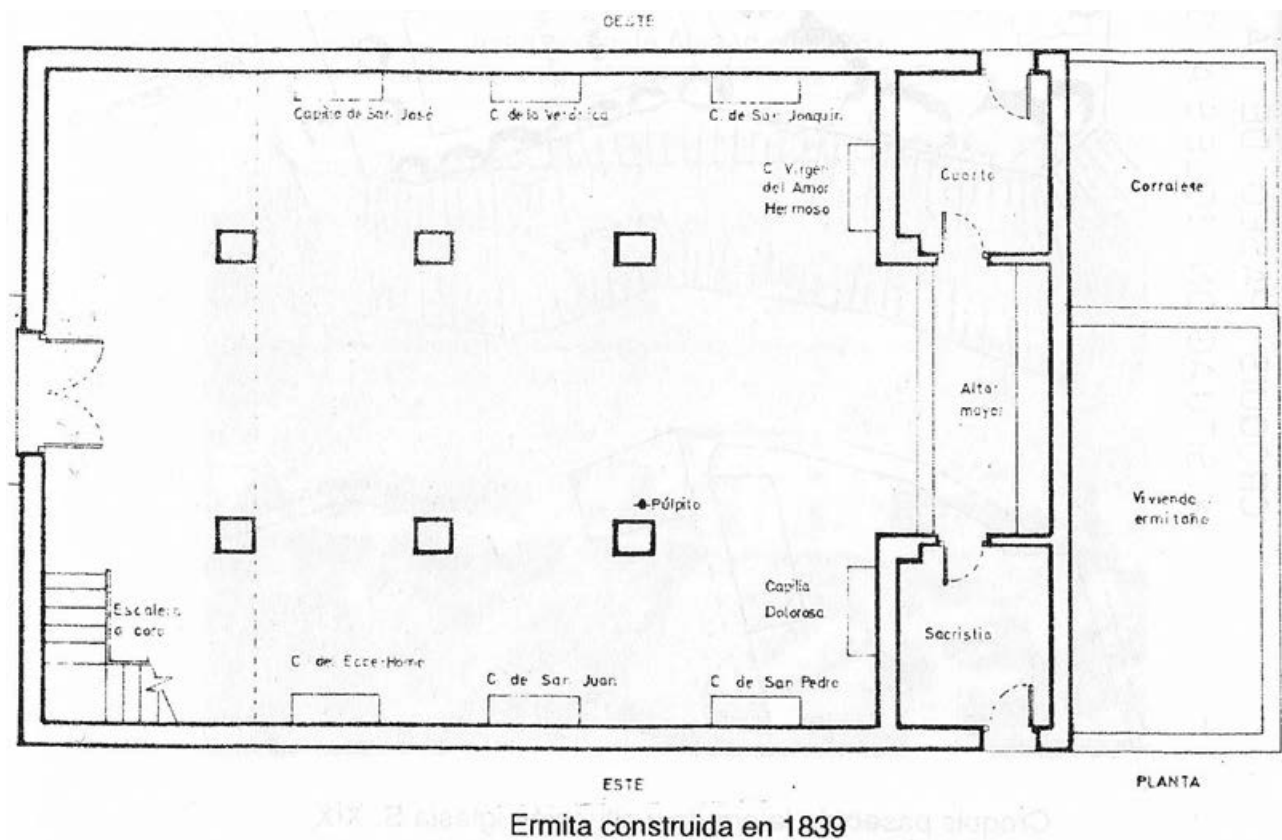 OESTE
Capilla de San José
C. de la Verónica
C. de San Joaquin
C Virgen
del Amor
Hermoso
Cuarto
Corralete
Altar
mayor
Púlpito
Vivienda
ermitaño
Escalera
a coro
Capilla
Dolorosa
Sacristia
C del Ecce-Homo
C de San Juan
C de San Pedro
ESTE
PLANTA
Ermita construida en 1839